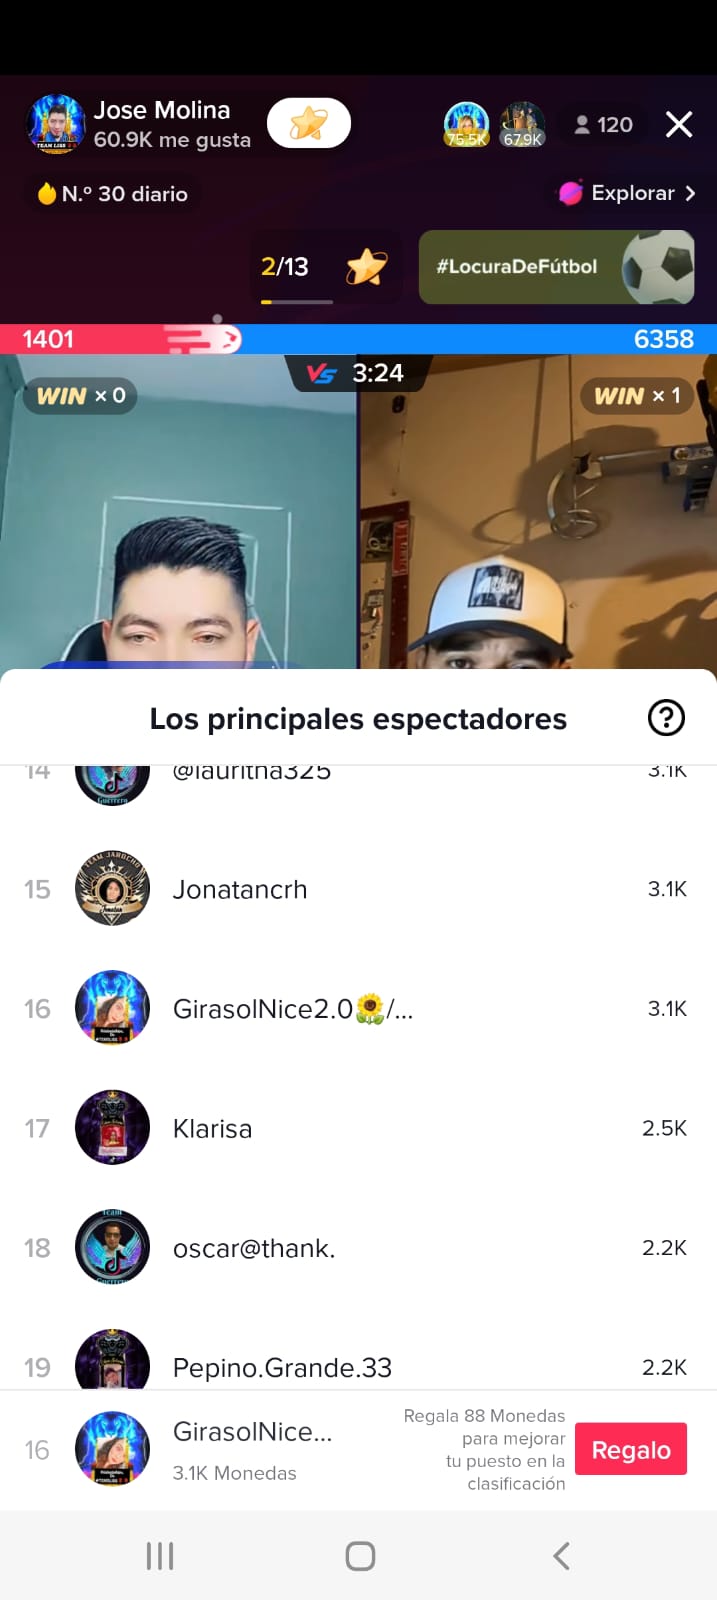 Jose Molina
60.9K me gusta
75.5K
67.9K
120
N.º 30 diario
Explorar
2/13
#LocuraDeFútbol
1401
6358
VS 3:24
WIN × 0
WIN × 1
Los principales espectadores
14 @lauritha325 3.1K
15 Jonatancrh 3.1K
16 GirasolNice2.0🌻/... 3.1K
17 Klarisa 2.5K
18 oscar@thank. 2.2K
19 Pepino.Grande.33 2.2K
16 GirasolNice...
3.1K Monedas
Regala 88 Monedas
para mejorar
tu puesto en la
clasificación
Regalo